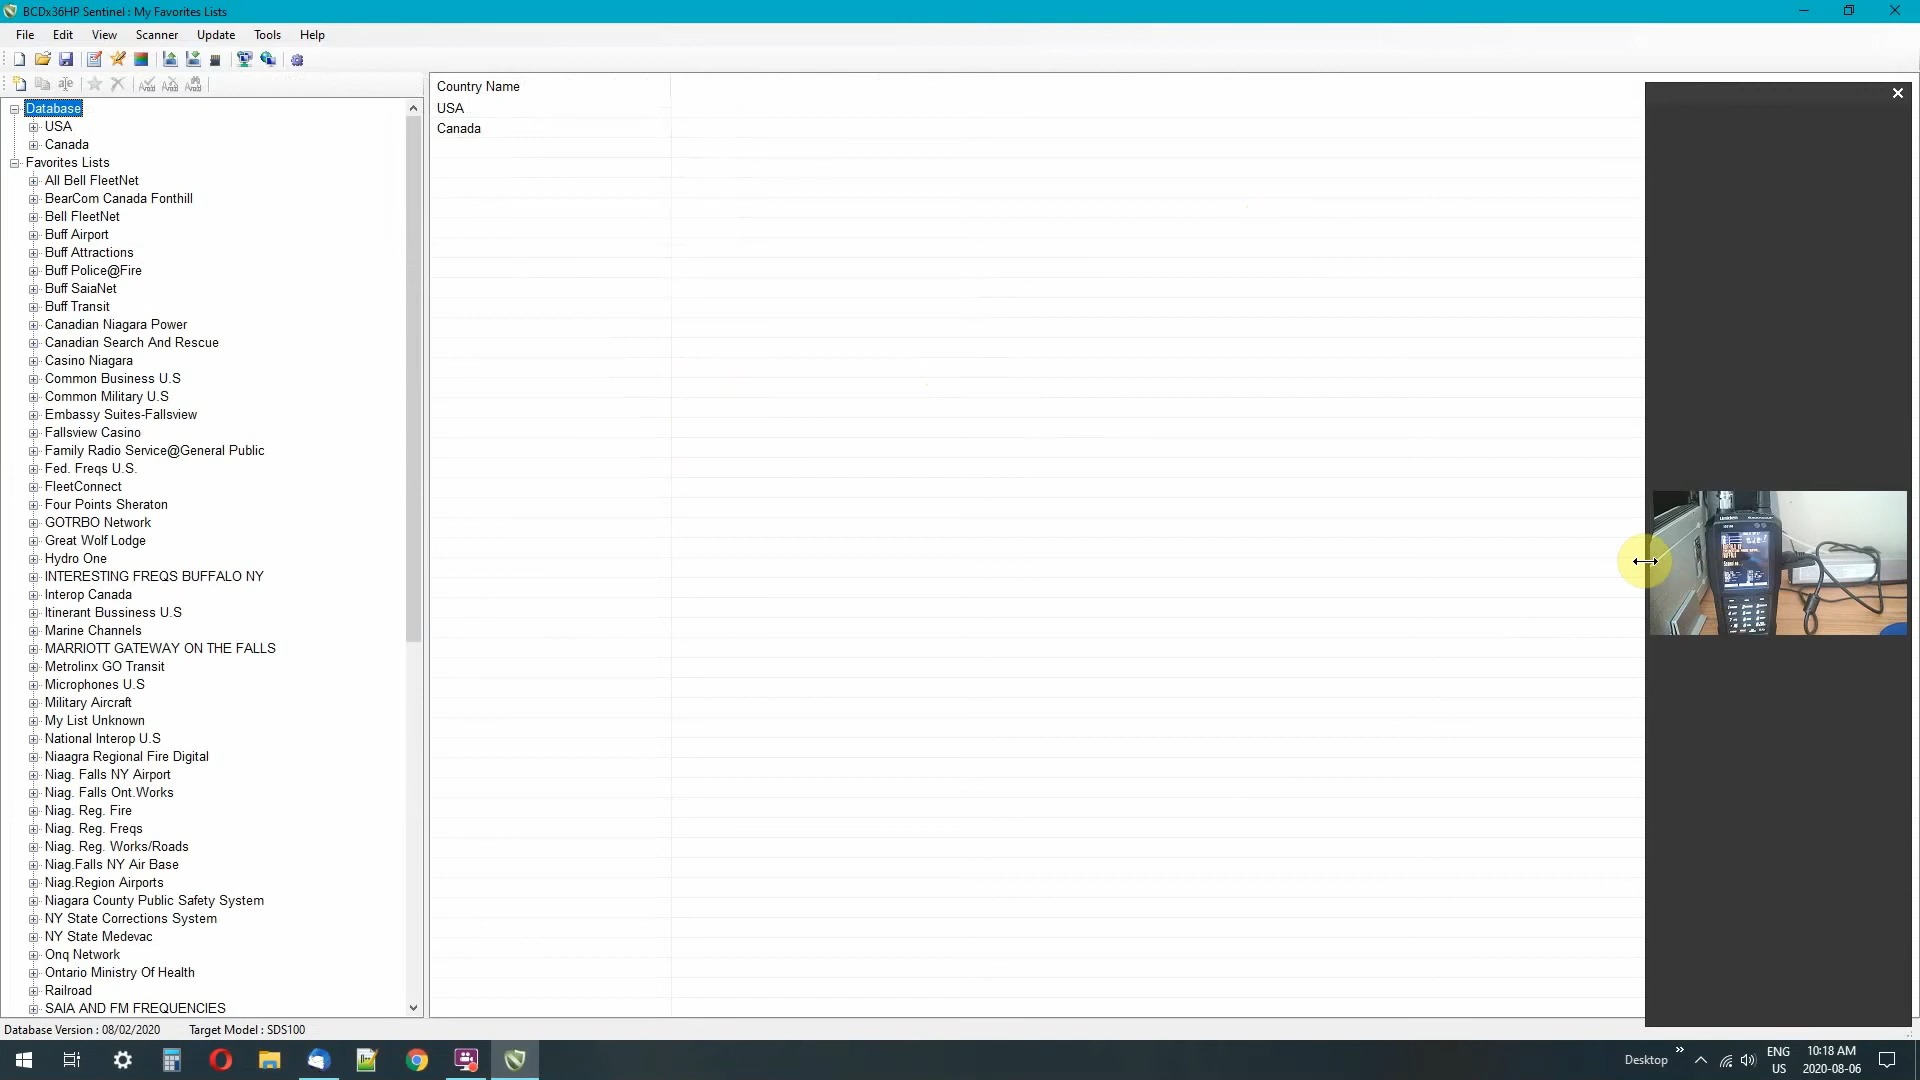 BCDx36HP Sentinel : My Favorites Lists
File Edit View Scanner Update Tools Help
Database
USA
Canada
Favorites Lists
All Bell FleetNet
BearCom Canada Fonthill
Bell FleetNet
Buff Airport
Buff Attractions
Buff Police@Fire
Buff SaiaNet
Buff Transit
Canadian Niagara Power
Canadian Search And Rescue
Casino Niagara
Common Business U.S
Common Military U.S
Embassy Suites-Fallsview
Fallsview Casino
Family Radio Service@General Public
Fed. Freqs U.S.
FleetConnect
Four Points Sheraton
GOTRBO Network
Great Wolf Lodge
Hydro One
INTERESTING FREQS BUFFALO NY
Interop Canada
Itinerant Bussiness U.S
Marine Channels
MARRIOTT GATEWAY ON THE FALLS
Metrolinx GO Transit
Microphones U.S
Military Aircraft
My List Unknown
National Interop U.S
Niaagra Regional Fire Digital
Niag. Falls NY Airport
Niag. Falls Ont.Works
Niag. Reg. Fire
Niag. Reg. Freqs
Niag. Reg. Works/Roads
Niag.Falls NY Air Base
Niag.Region Airports
Niagara County Public Safety System
NY State Corrections System
NY State Medevac
Onq Network
Ontario Ministry Of Health
Railroad
SAIA AND FM FREQUENCIES
Country Name
USA
Canada
Database Version : 08/02/2020 Target Model : SDS100
Desktop
ENG
US
10:18 AM
2020-08-06